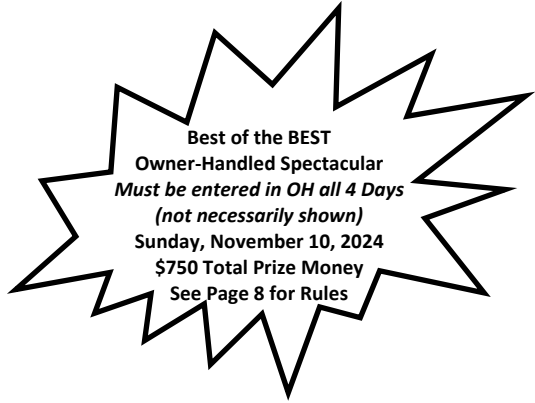 Best of the BEST
Owner-Handled Spectacular
Must be entered in OH all 4 Days
(not necessarily shown)
Sunday, November 10, 2024
$750 Total Prize Money
See Page 8 for Rules